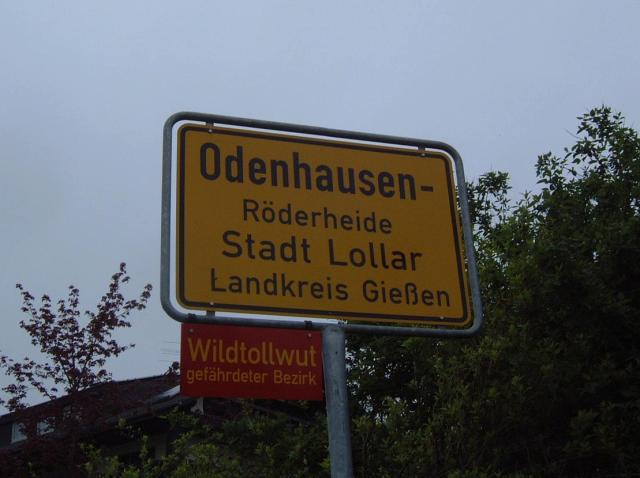 Odenhausen-
Röderheide
Stadt Lollar
Landkreis Gießen
Wildtollwut
gefährdeter Bezirk